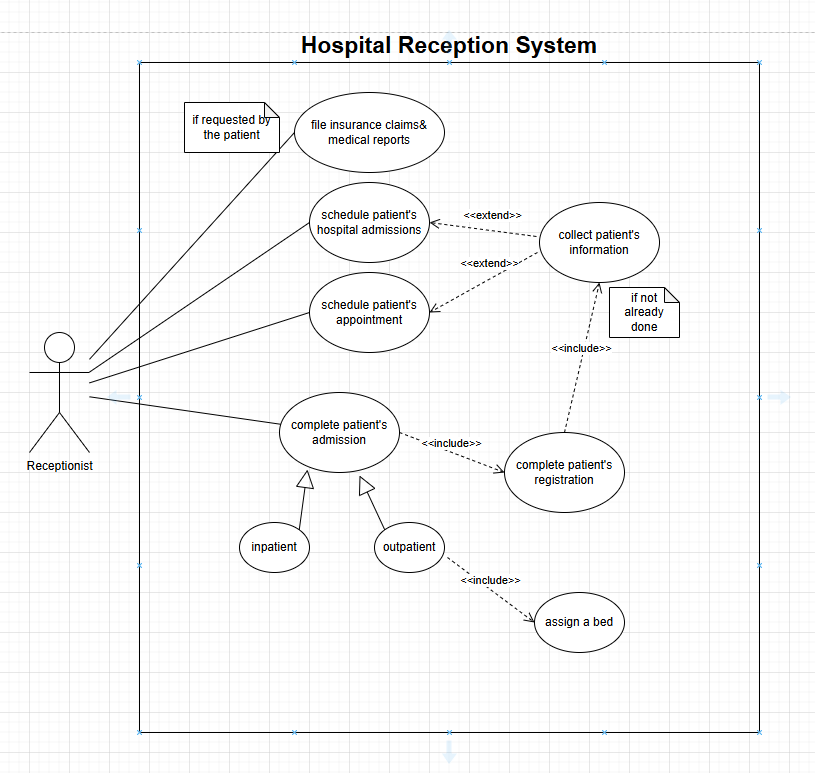 Hospital Reception System
if requested by
the patient
file insurance claims&
medical reports
schedule patient's
hospital admissions
<<extend>>
collect patient's
information
<<extend>>
schedule patient's
appointment
if not
already
done
<<include>>
complete patient's
admission
<<include>>
complete patient's
registration
Receptionist
inpatient
outpatient
<<include>>
assign a bed